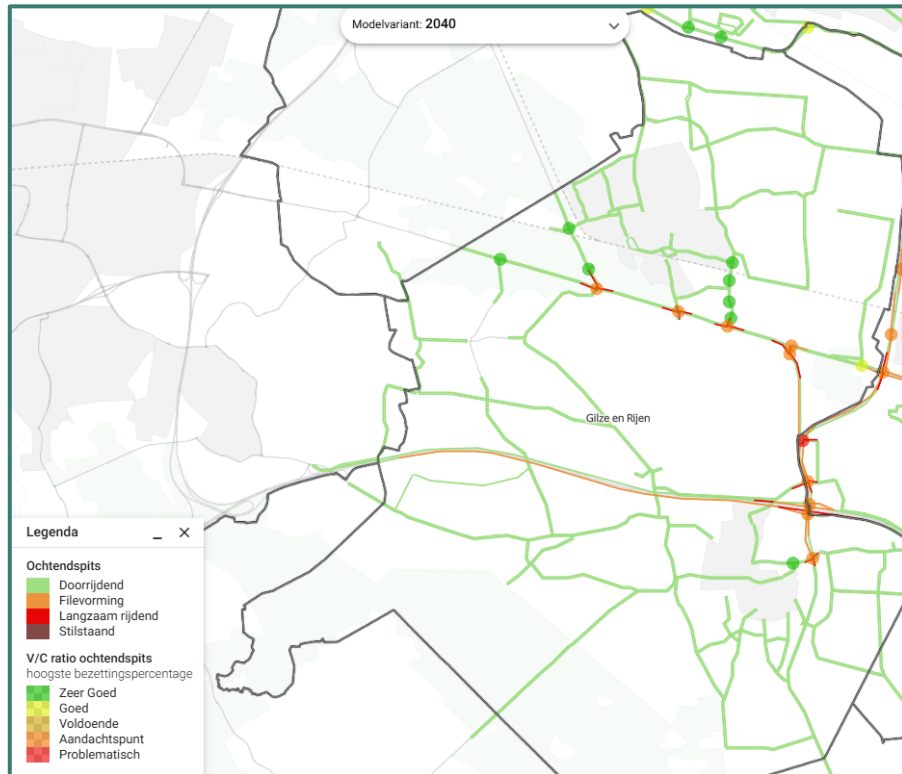 Modelvariant: 2040
Gilze en Rijen
Legenda
Ochtendspits
Doorrijdend
Filevorming
Langzaam rijdend
Stilstaand
V/C ratio ochtendspits
hoogste bezettingspercentage
Zeer Goed
Goed
Voldoende
Aandachtspunt
Problematisch